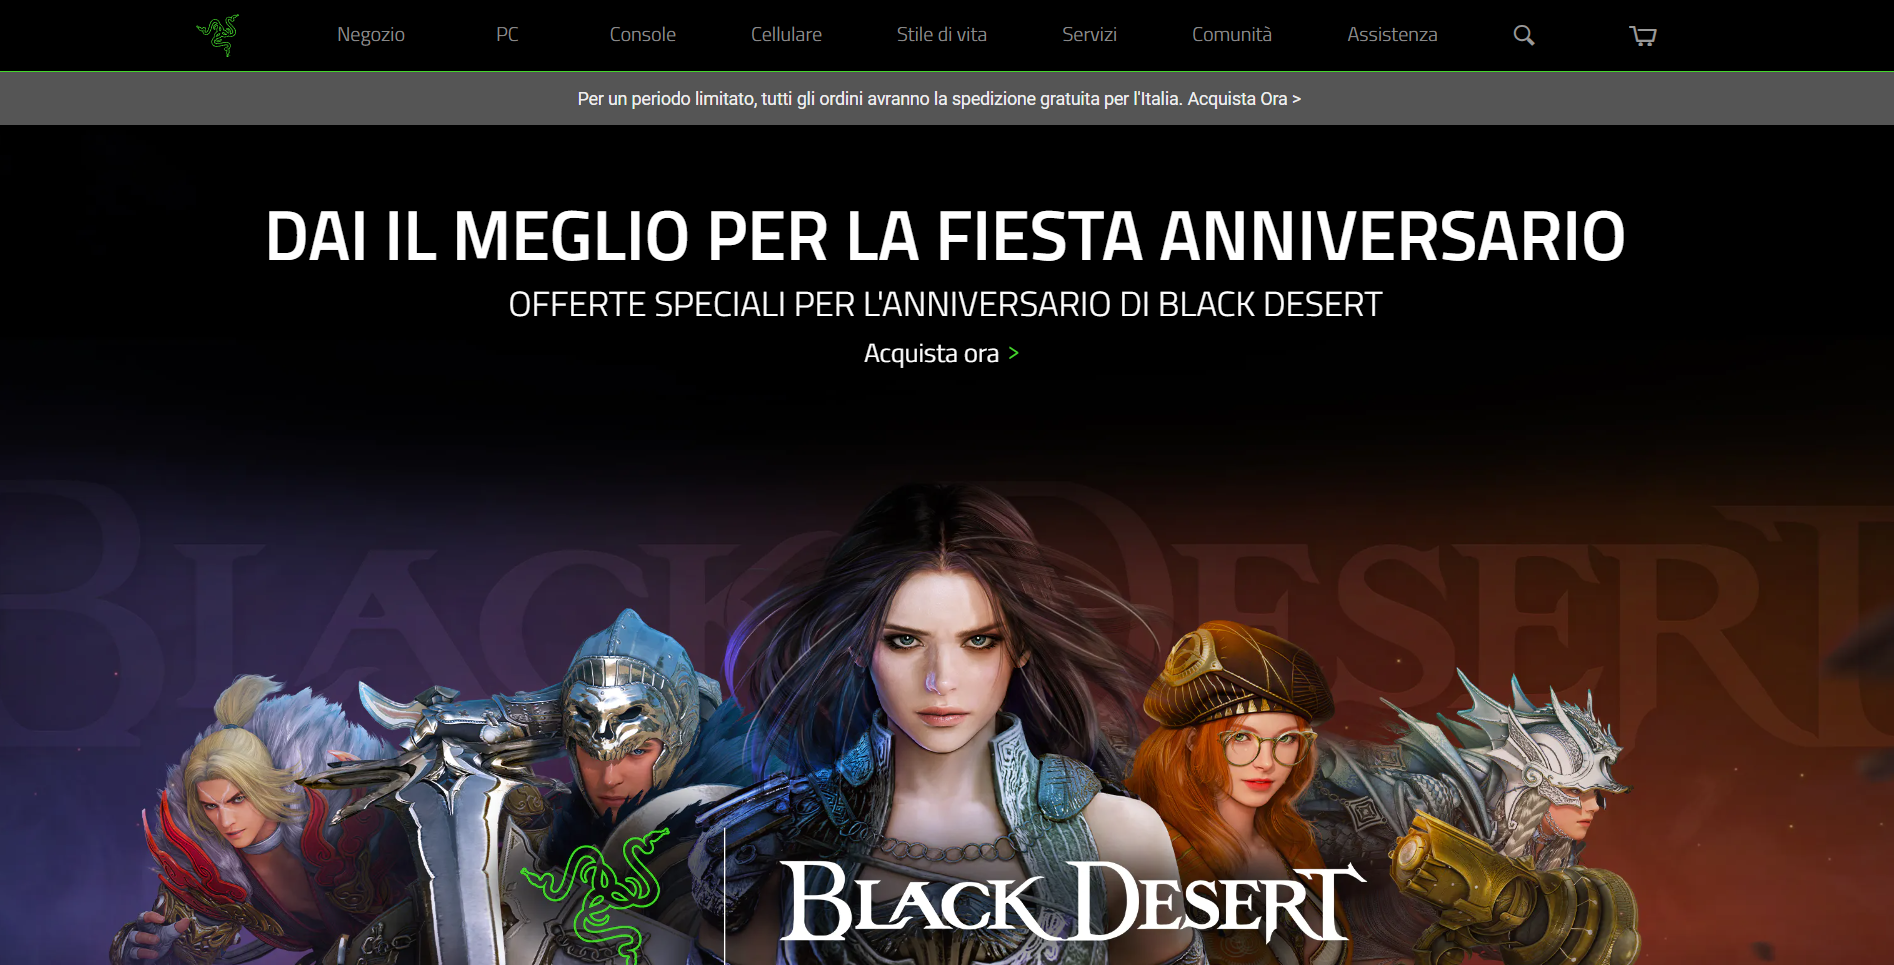 Negozio PC Console Cellulare Stile di vita Servizi Comunità Assistenza
Per un periodo limitato, tutti gli ordini avranno la spedizione gratuita per l'Italia. Acquista Ora >
DAI IL MEGLIO PER LA FIESTA ANNIVERSARIO
OFFERTE SPECIALI PER L'ANNIVERSARIO DI BLACK DESERT
Acquista ora >
BLACK DESERT
BLACK DESERT